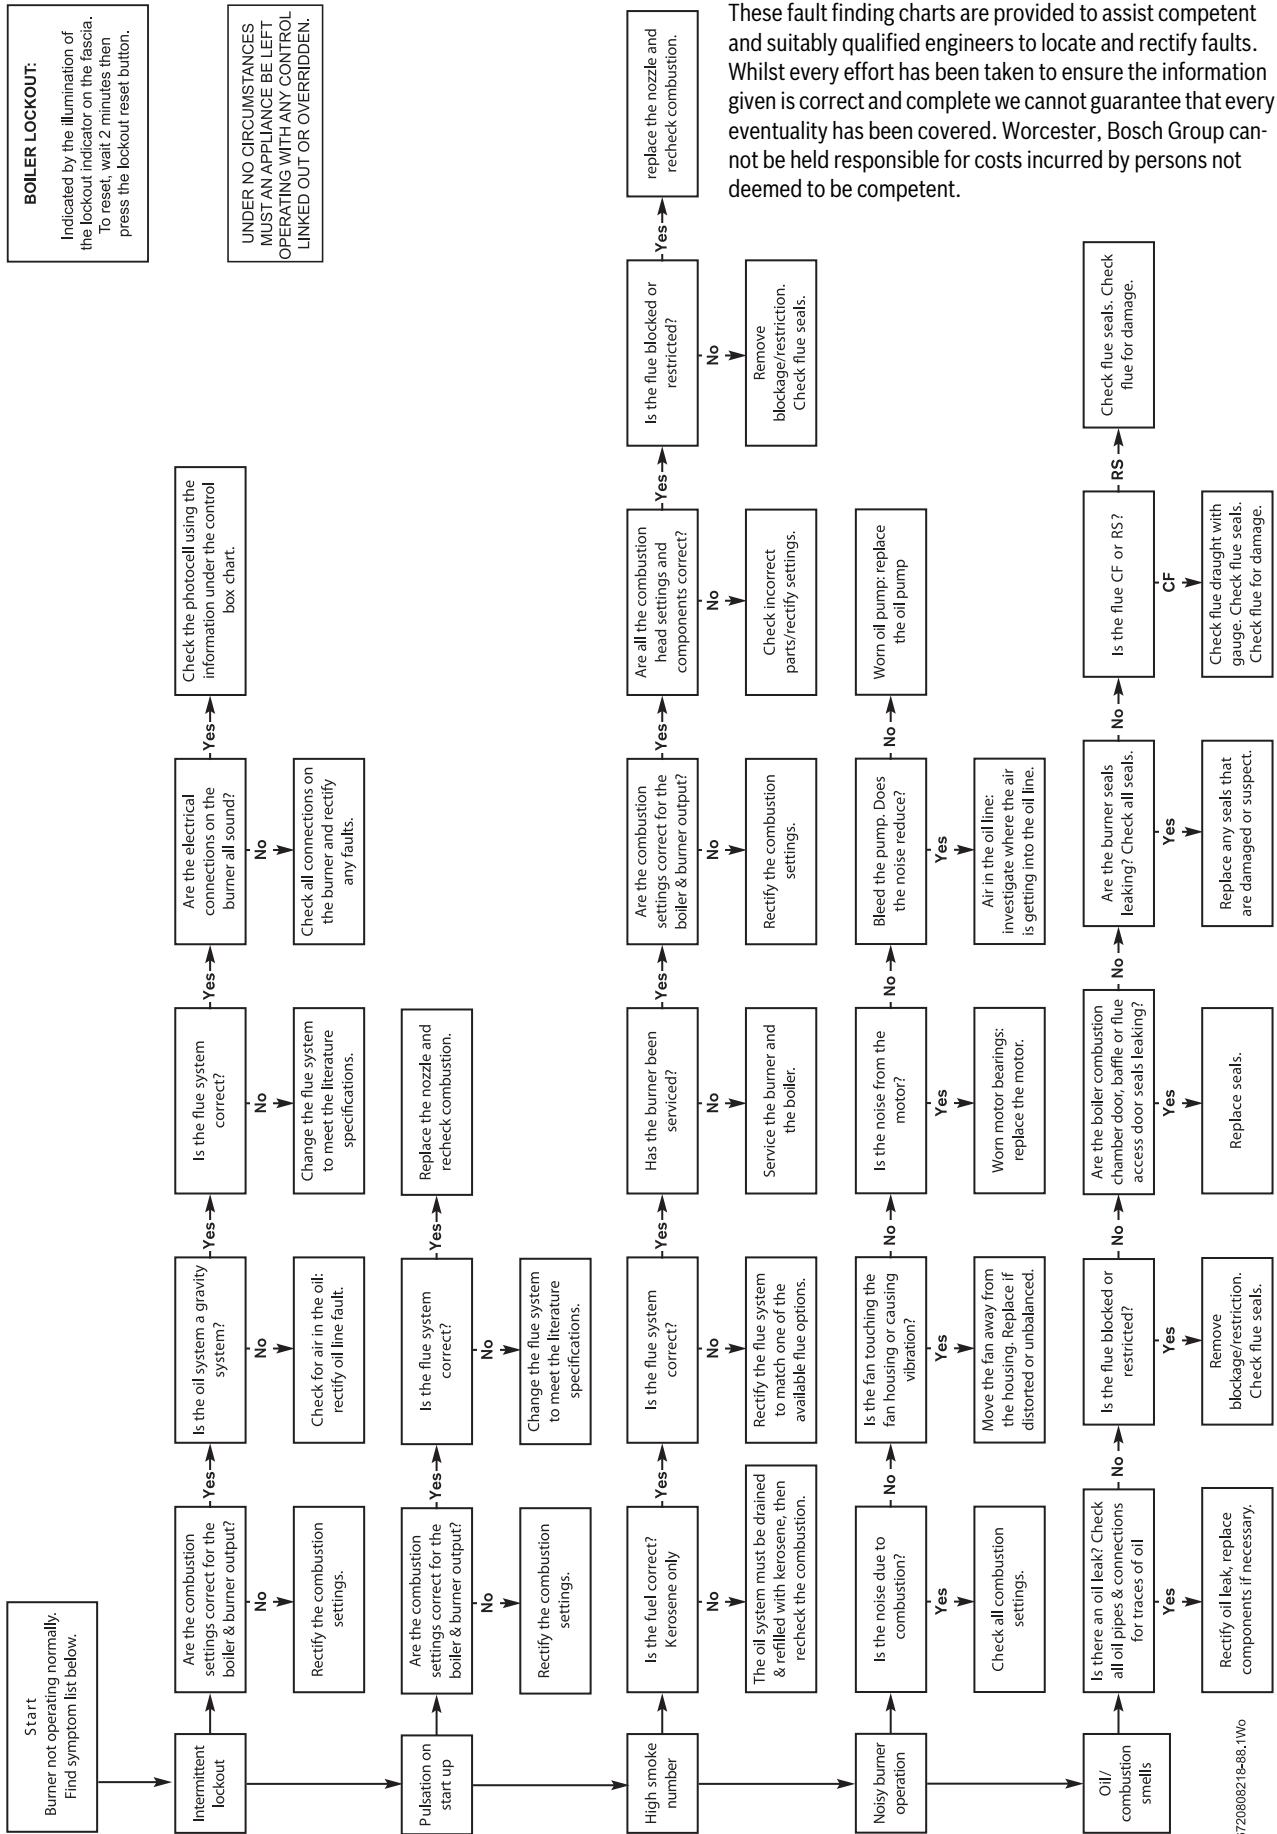 These fault finding charts are provided to assist competent
and suitably qualified engineers to locate and rectify faults.
Whilst every effort has been taken to ensure the information
given is correct and complete we cannot guarantee that every
eventuality has been covered. Worcester, Bosch Group can-
not be held responsible for costs incurred by persons not
deemed to be competent.
Start
Burner not operating normally.
Find symptom list below.
BOILER LOCKOUT:
Indicated by the illumination of
the lockout indicator on the fascia.
To reset, wait 2 minutes then
press the lockout reset button.
UNDER NO CIRCUMSTANCES
MUST AN APPLIANCE BE LEFT
OPERATING WITH ANY CONTROL
LINKED OUT OR OVERRIDDEN.
Intermittent
lockout
Are the combustion
settings correct for the
boiler & burner output?
Yes
Is the oil system a gravity
system?
Yes
Is the flue system
correct?
Yes
Are the electrical
connections on the
burner all sound?
Yes
Check the photocell using the
information under the control
box chart.
No
No
No
No
Rectify the combustion
settings.
Check for air in the oil:
rectify oil line fault.
Change the flue system
to meet the literature
specifications.
Check all connections on
the burner and rectify
any faults.
Pulsation on
start up
Are the combustion
settings correct for the
boiler & burner output?
Yes
Is the flue system
correct?
Yes
Replace the nozzle and
recheck combustion.
No
No
Rectify the combustion
settings.
Change the flue system
to meet the literature
specifications.
High smoke
number
Is the fuel correct?
Kerosene only
Yes
Is the flue system
correct?
Yes
Has the burner been
serviced?
Yes
Are the combustion
settings correct for the
boiler & burner output?
Yes
Are all the combustion
head settings and
components correct?
Yes
Is the flue blocked or
restricted?
Yes
replace the nozzle and
recheck combustion.
No
No
No
No
No
No
The oil system must be drained
& refilled with kerosene, then
recheck the combustion.
Rectify the flue system
to match one of the
available flue options.
Service the burner and
the boiler.
Rectify the combustion
settings.
Check incorrect
parts/rectify settings.
Remove
blockage/restriction.
Check flue seals.
Noisy burner
operation
Is the noise due to
combustion?
No
Is the fan touching the
fan housing or causing
vibration?
No
Is the noise from the
motor?
No
Bleed the pump. Does
the noise reduce?
No
Worn oil pump: replace
the oil pump
Yes
Yes
Yes
Yes
Check all combustion
settings.
Move the fan away from
the housing. Replace if
distorted or unbalanced.
Worn motor bearings:
replace the motor.
Air in the oil line:
investigate where the air
is getting into the oil line.
Oil/
combustion
smells
Is there an oil leak? Check
all oil pipes & connections
for traces of oil
No
Is the flue blocked or
restricted?
No
Are the boiler combustion
chamber door, baffle or flue
access door seals leaking?
No
Are the burner seals
leaking? Check all seals.
No
Is the flue CF or RS?
RS
Check flue seals. Check
flue for damage.
Yes
Yes
Yes
Yes
CF
Rectify oil leak, replace
components if necessary.
Remove
blockage/restriction.
Check flue seals.
Replace seals.
Replace any seals that
are damaged or suspect.
Check flue draught with
gauge. Check flue seals.
Check flue for damage.
6720808218-88.1Wo